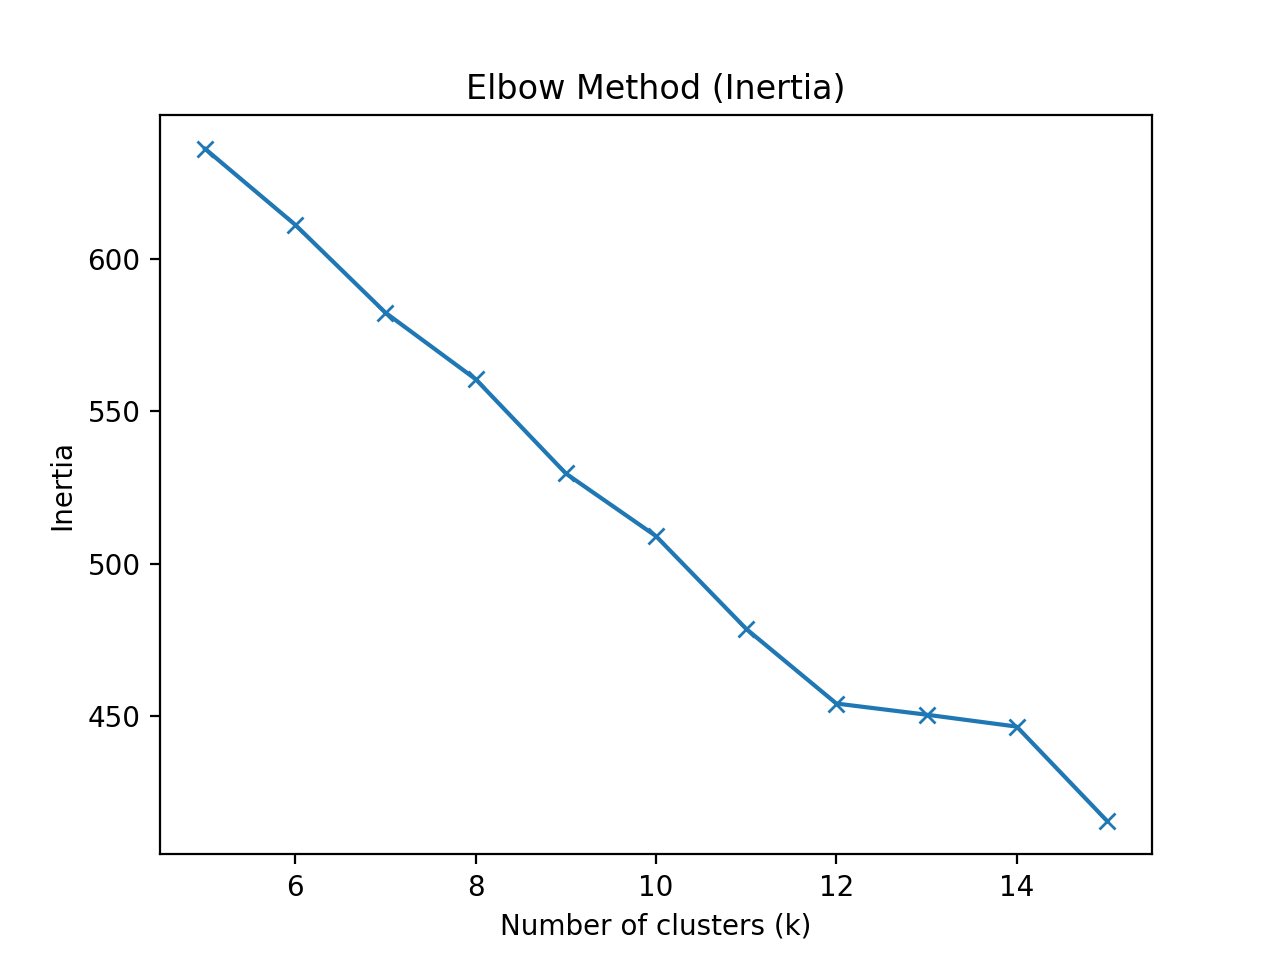 Elbow Method (Inertia)
600
550
500
450
Inertia
6 8 10 12 14
Number of clusters (k)